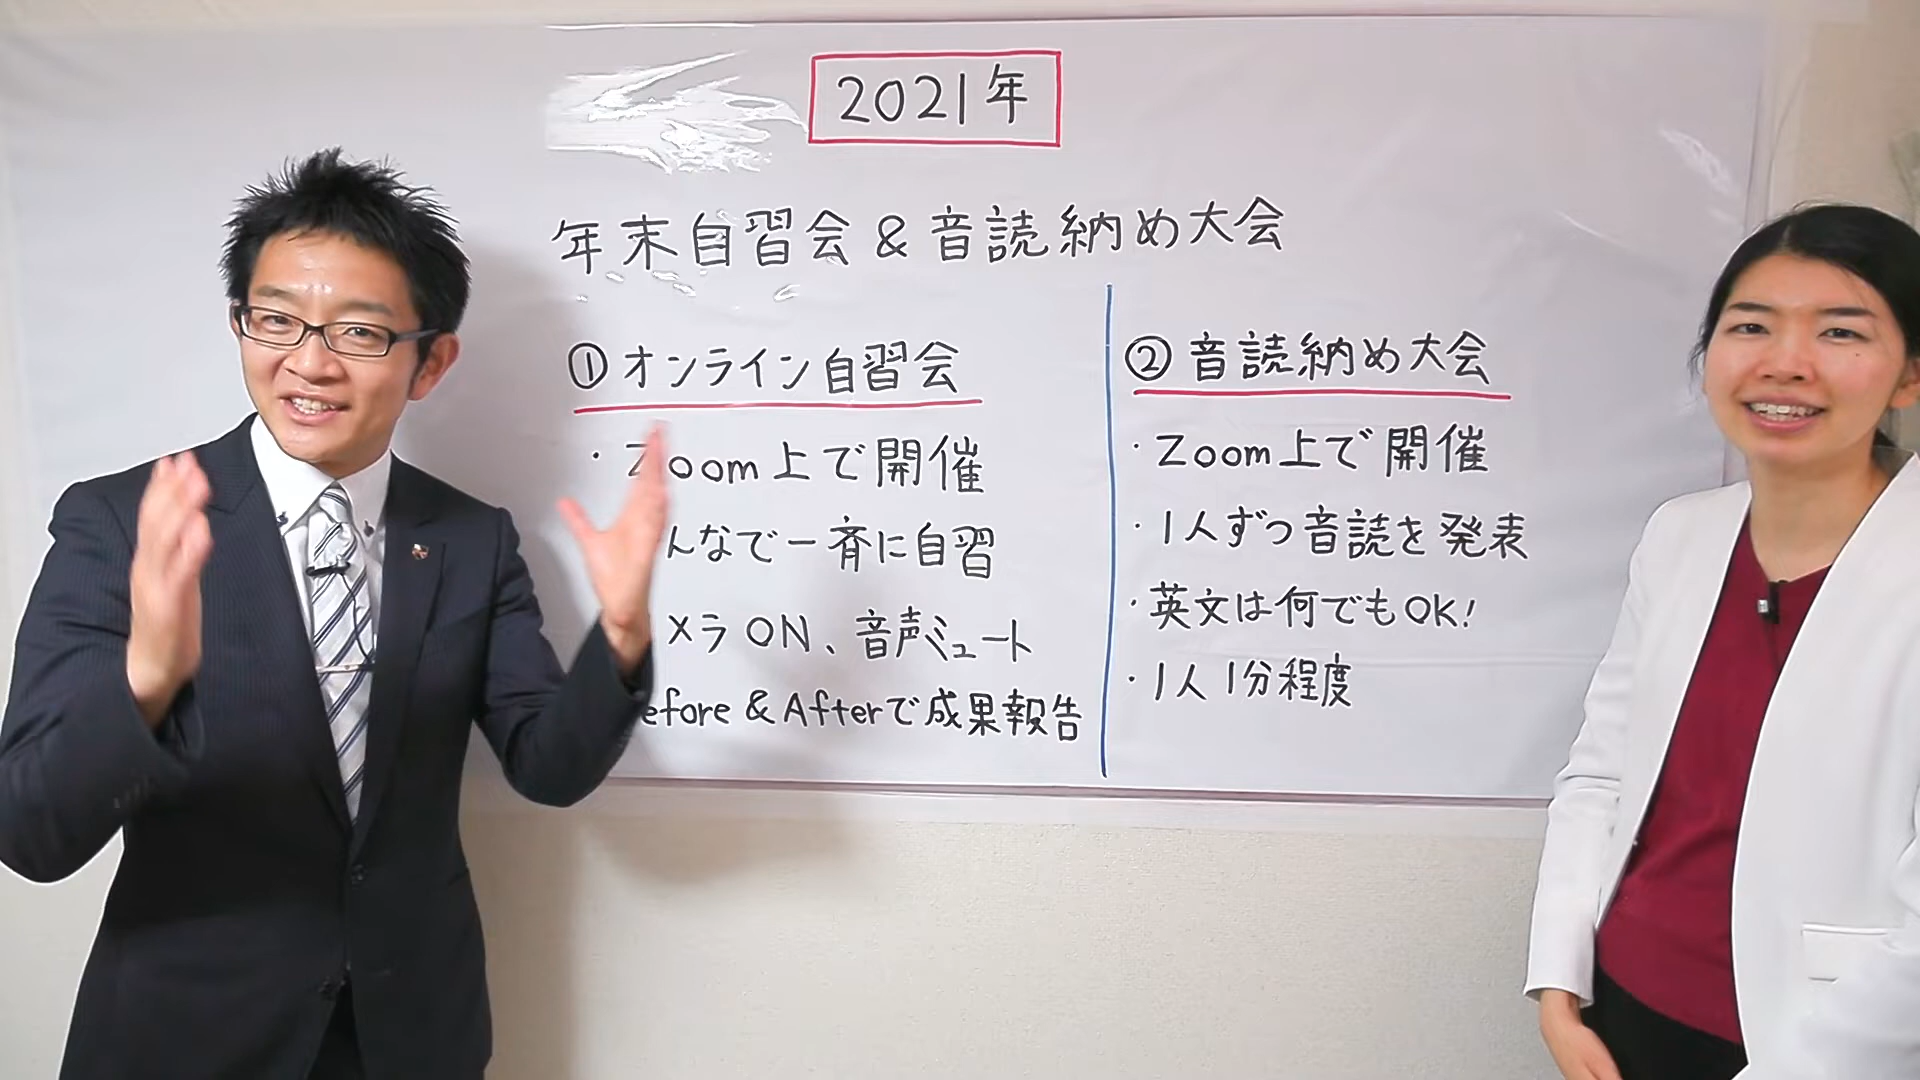 2021年
年末自習会&音読納め大会
①オンライン自習会
・Zoom上で開催
んなで一斉に自習
メラON、音声ミュート
efore & Afterで成果報告
②音読納め大会
・Zoom上で開催
・1人ずつ音読を発表
・英文は何でもOK!
・1人1分程度